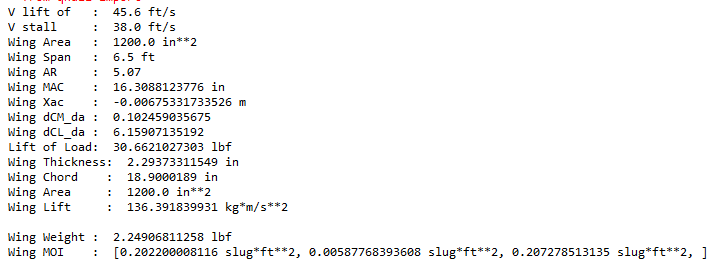 V lift of   :  45.6 ft/s
V stall     :  38.0 ft/s
Wing Area   :  1200.0 in**2
Wing Span   :  6.5 ft
Wing AR     :  5.07
Wing MAC    :  16.3088123776 in
Wing Xac    :  -0.00675331733526 m
Wing dCM_da :  0.102459035675
Wing dCL_da :  6.15907135192
Lift of Load:  30.6621027303 lbf
Wing Thickness:  2.29373311549 in
Wing Chord    :  18.9000189 in
Wing Area     :  1200.0 in**2
Wing Lift     :  136.391839931 kg*m/s**2
Wing Weight :  2.24906811258 lbf
Wing MOI    :  [0.202200008116 slug*ft**2, 0.00587768393608 slug*ft**2, 0.207278513135 slug*ft**2, ]